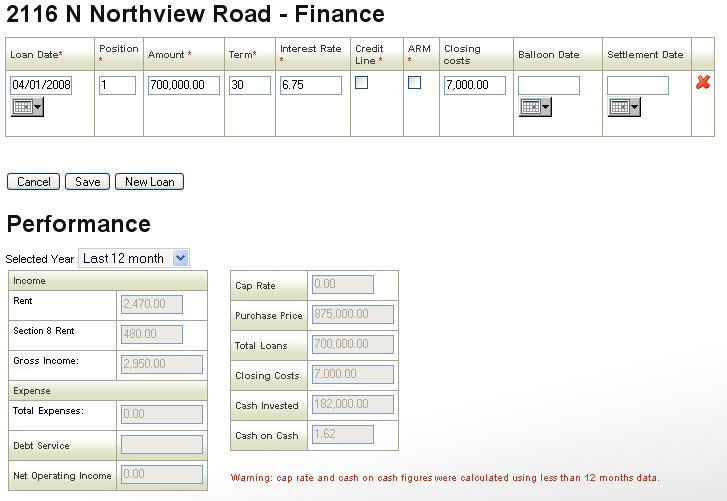 2116 N Northview Road - Finance
Loan Date* Position * Amount * Term* Interest Rate * Credit Line * ARM * Closing costs Balloon Date Settlement Date
04/01/2008 1 700,000.00 30 6.75 7,000.00
Cancel Save New Loan
Performance
Selected Year Last 12 month
Income
Rent 2,470.00
Section 8 Rent 480.00
Gross Income: 2,950.00
Expense
Total Expenses: 0.00
Debt Service
Net Operating Income 0.00
Cap Rate 0.00
Purchase Price 875,000.00
Total Loans 700,000.00
Closing Costs 7,000.00
Cash Invested 182,000.00
Cash on Cash 1.62
Warning: cap rate and cash on cash figures were calculated using less than 12 months data.